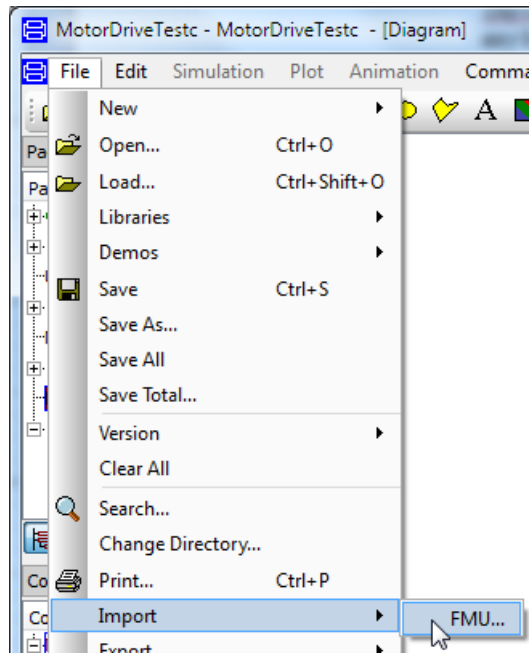 MotorDriveTestc - MotorDriveTestc - [Diagram]
File Edit Simulation Plot Animation Comma
A
Pa
Pa
Co
Co
New
Open... Ctrl+O
Load... Ctrl+Shift+O
Libraries
Demos
Save Ctrl+S
Save As...
Save All
Save Total...
Version
Clear All
Search...
Change Directory...
Print... Ctrl+P
Import
FMU...
Export